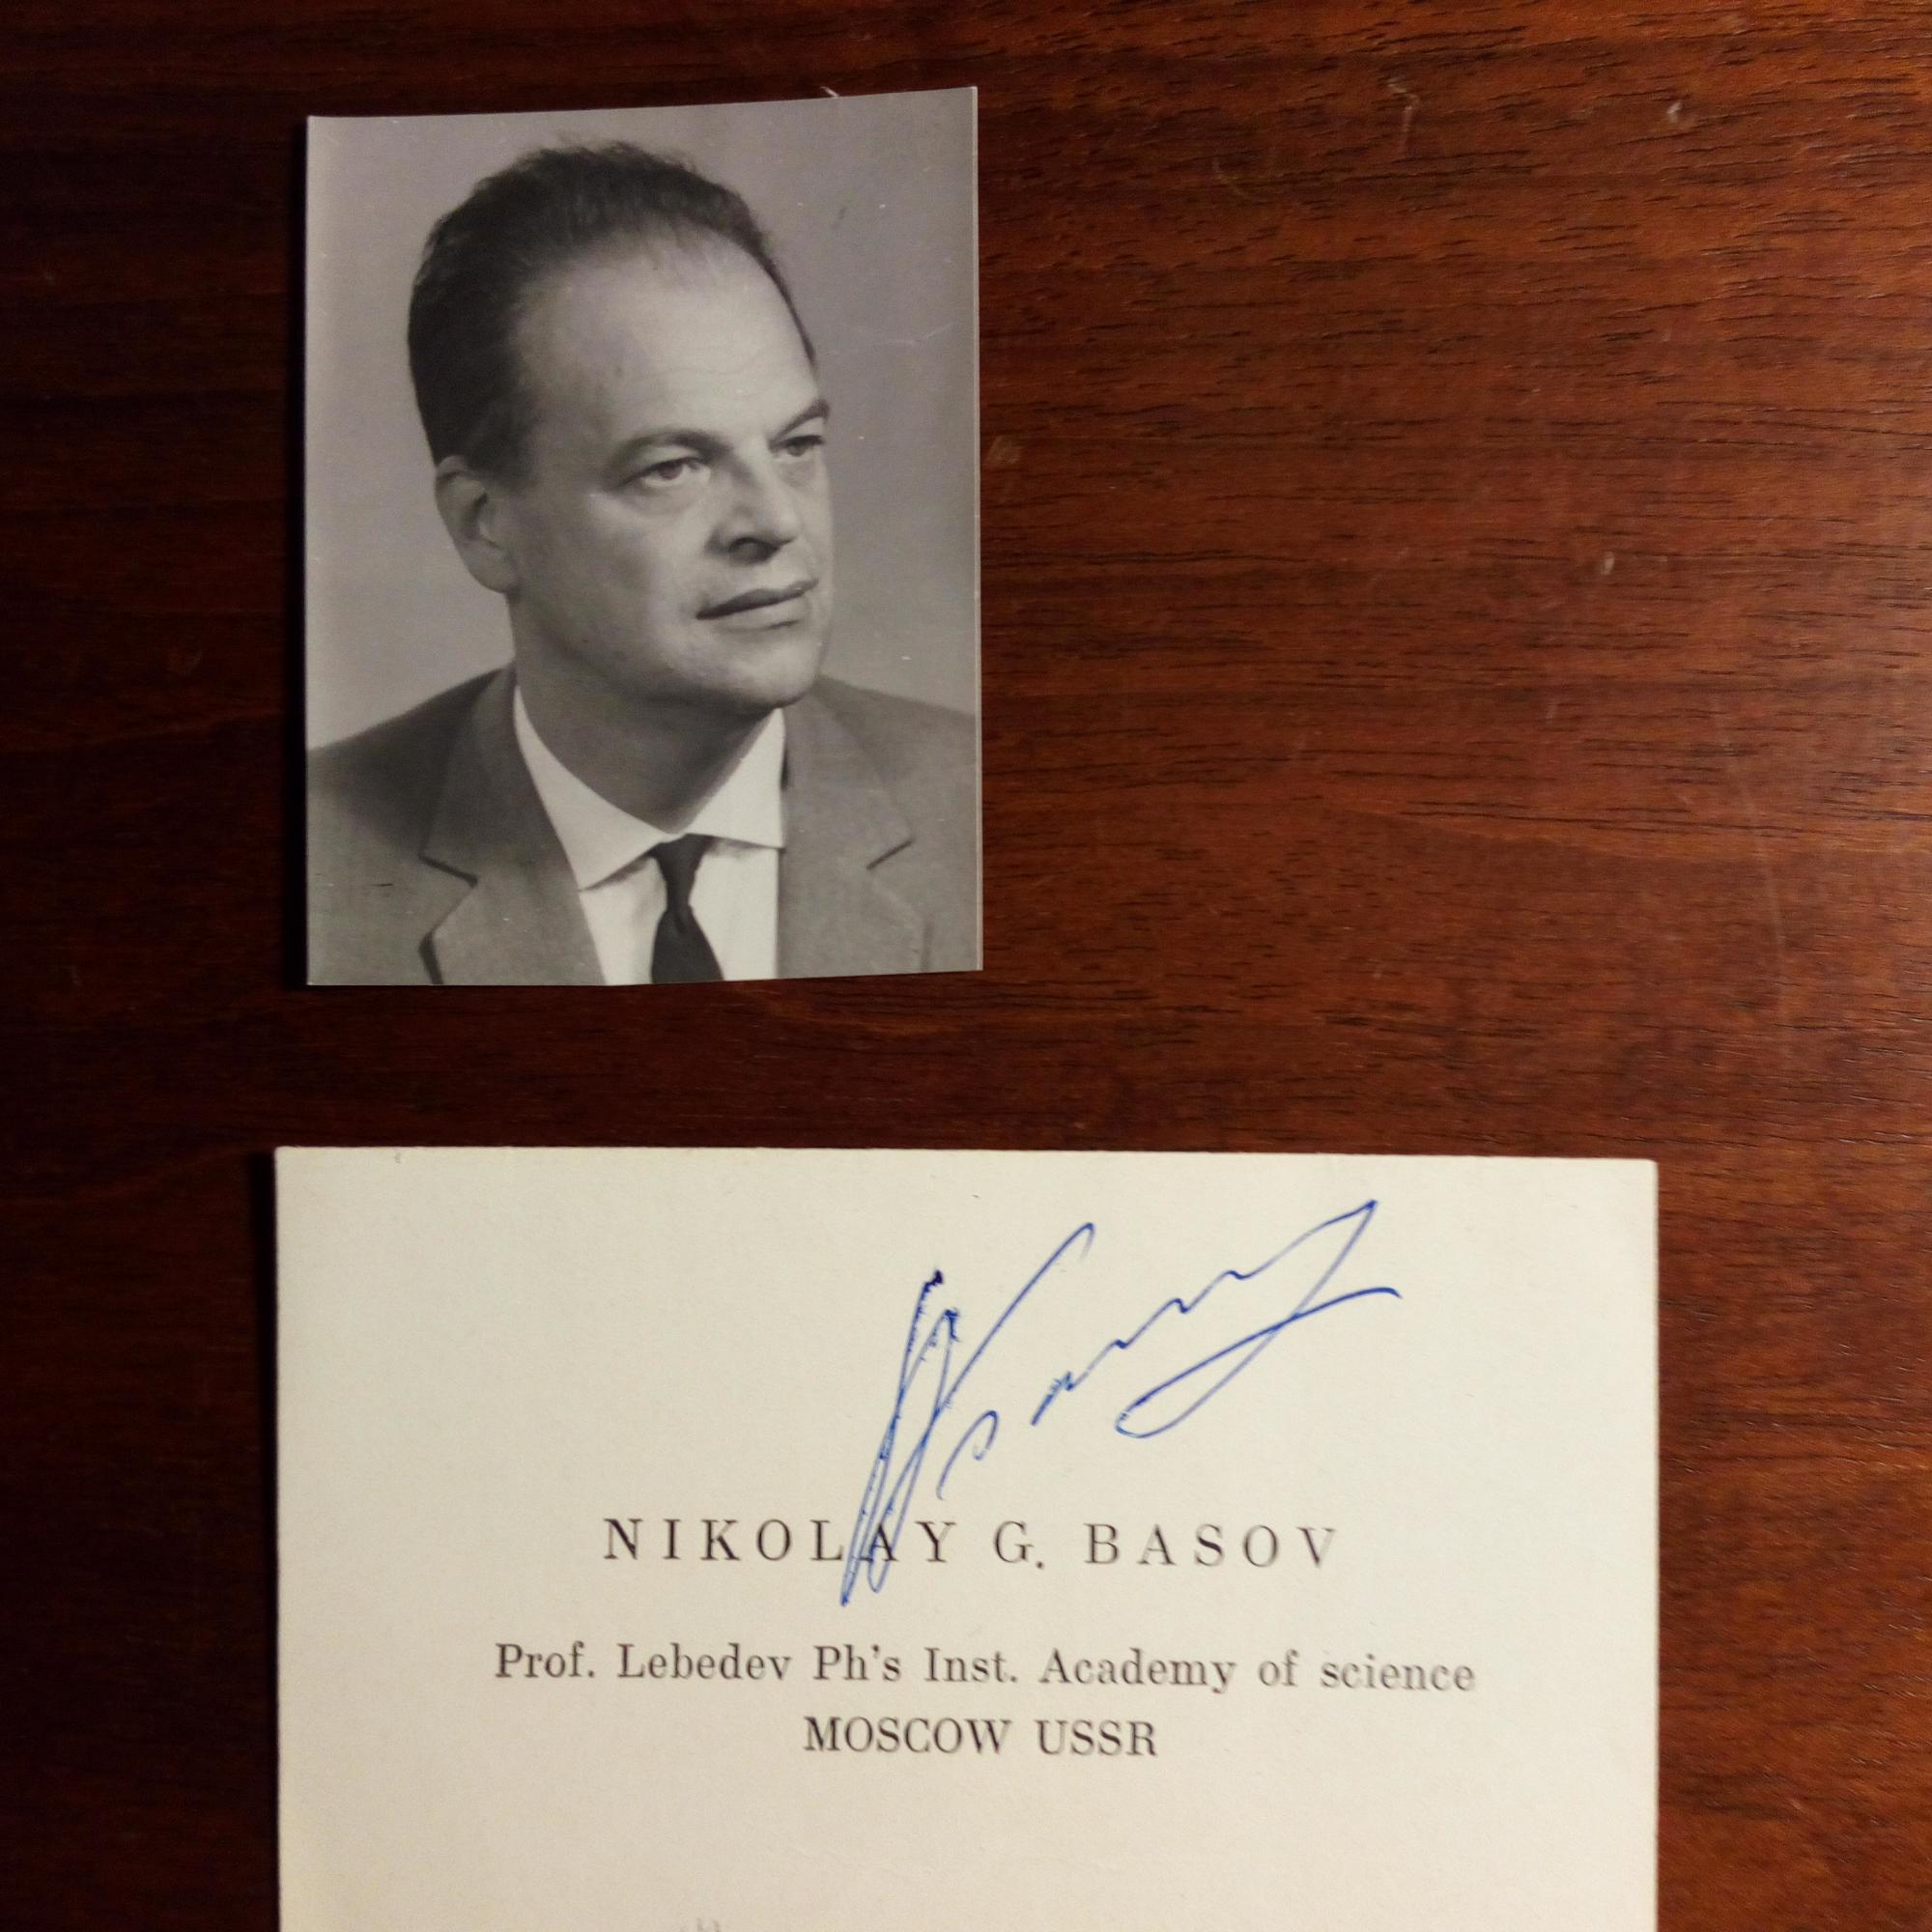 NIKOLAY G. BASOV
Prof. Lebedev Ph's Inst. Academy of science
MOSCOW USSR